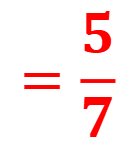 = 5/7